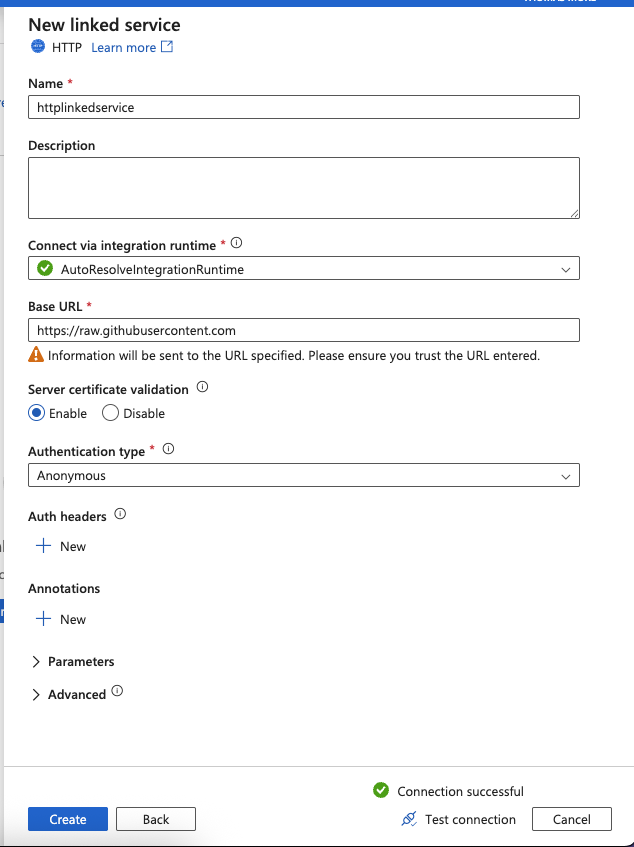 New linked service
HTTP Learn more
Name *
httplinkedservice
Description
Connect via integration runtime *
AutoResolveIntegrationRuntime
Base URL *
https://raw.githubusercontent.com
Information will be sent to the URL specified. Please ensure you trust the URL entered.
Server certificate validation
Enable Disable
Authentication type *
Anonymous
Auth headers
+ New
Annotations
+ New
Parameters
Advanced
Connection successful
Create Back Test connection Cancel